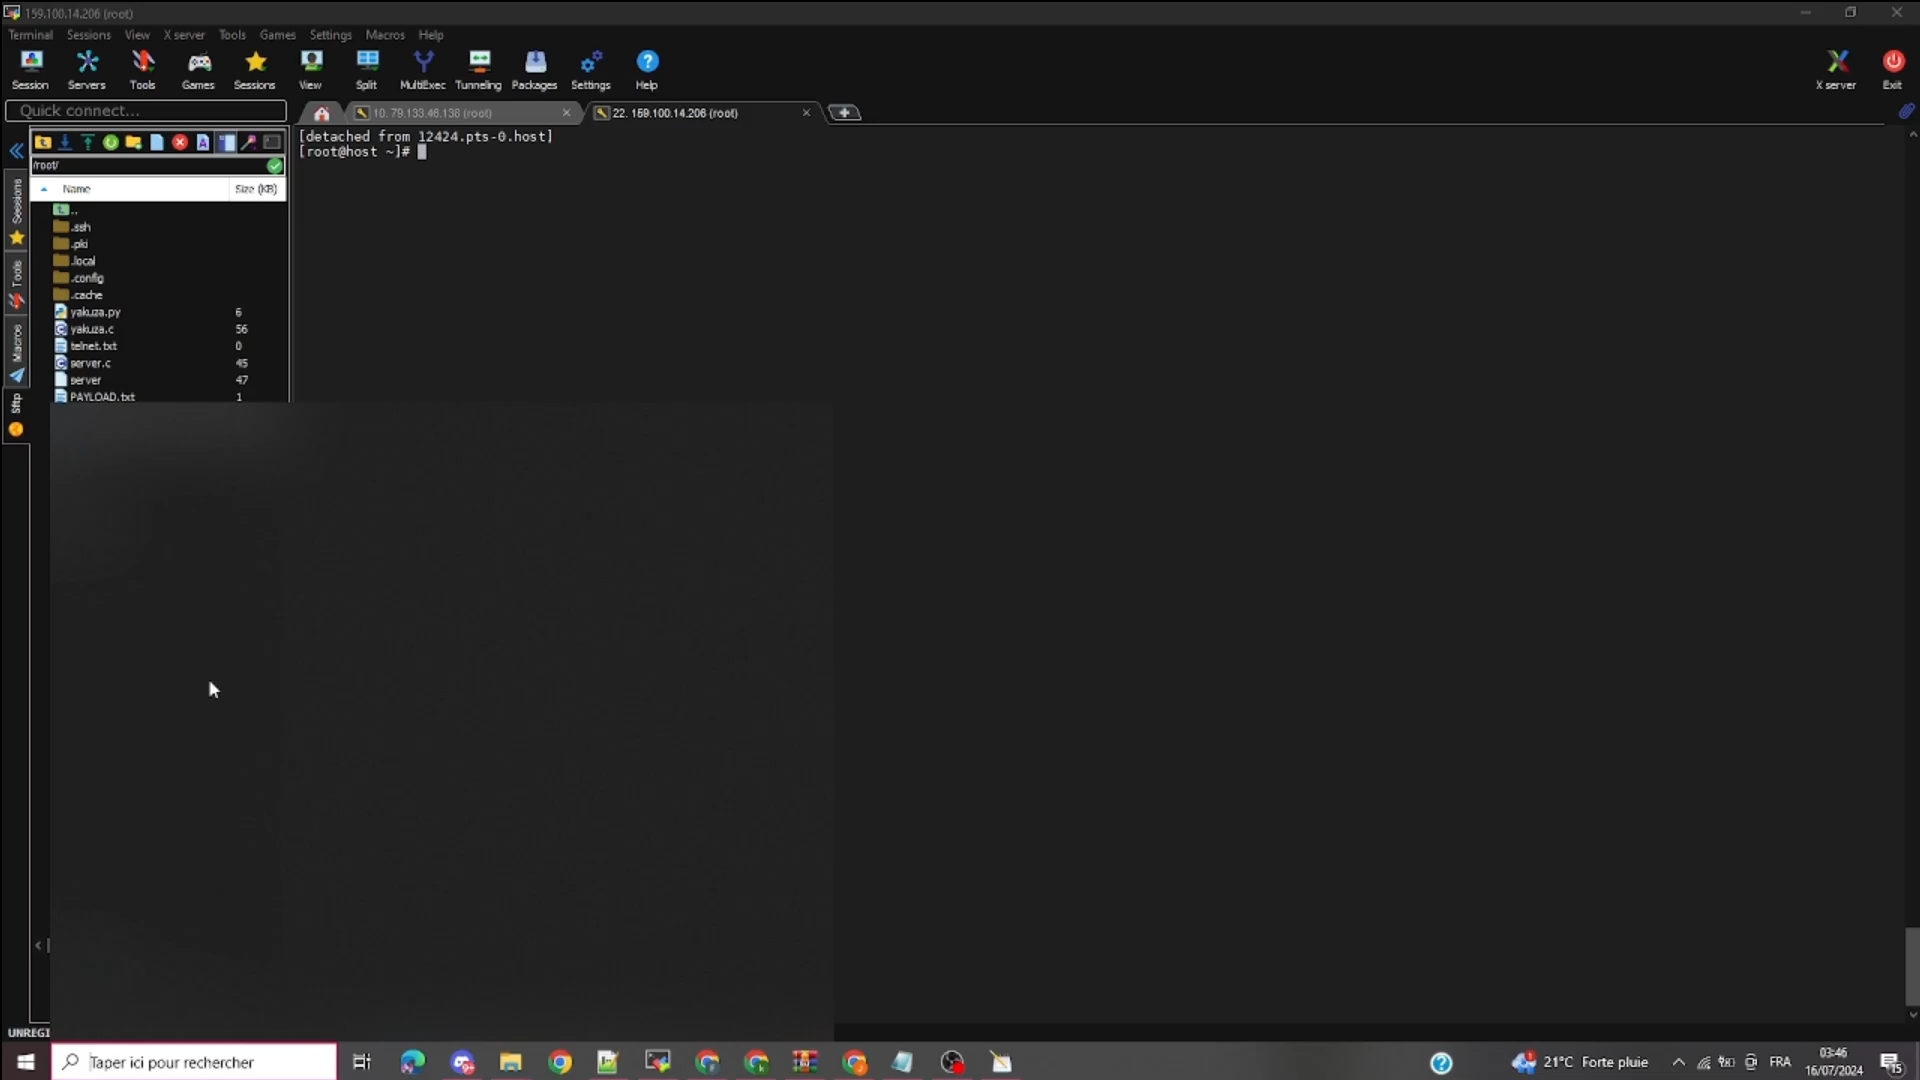 159.100.14.206 (root)
Terminal Sessions View X server Tools Games Settings Macros Help
Session Servers Tools Games Sessions View Split MultiExec Tunneling Packages Settings Help X server Exit
Quick connect...
10. 79.133.46.138 (root)
22. 159.100.14.206 (root)
[detached from 12424.pts-0.host]
[root@host ~]#
/root/
Name Size (KB)
..
.ssh
.pki
.local
.config
.cache
yakuza.py 6
yakuza.c 56
telnet.txt 0
server.c 45
server 47
PAYLOAD.txt 1
Sessions
Tools
Macros
Sftp
UNREGI
Taper ici pour rechercher
21°C Forte pluie
FRA
03:46
16/07/2024
15